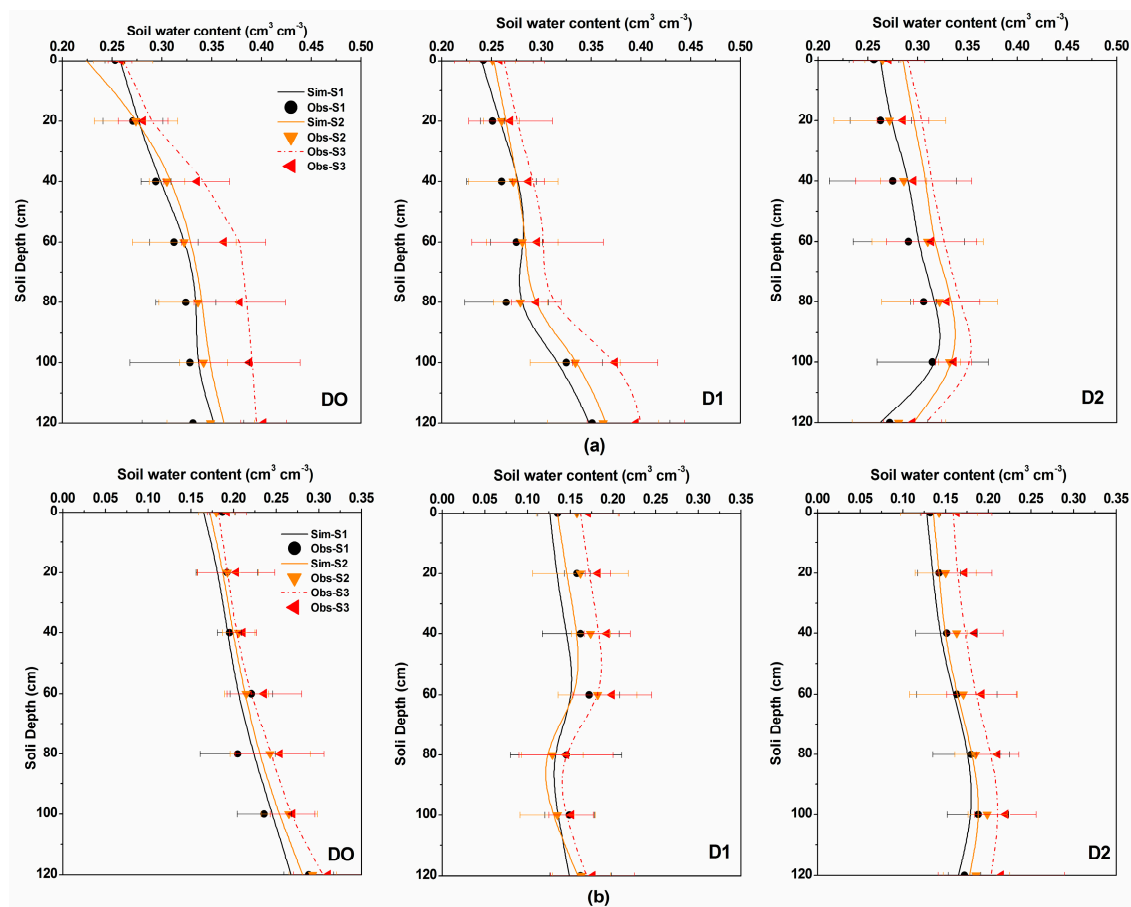 Soil water content (cm³ cm⁻³) Soil water content (cm³ cm⁻³) Soil water content (cm³ cm⁻³)
0.20 0.25 0.30 0.35 0.40 0.45 0.50 0.20 0.25 0.30 0.35 0.40 0.45 0.50 0.20 0.25 0.30 0.35 0.40 0.45 0.50
0 0 0
Sim-S1
Obs-S1
20 20 20
Sim-S2
Obs-S2
Obs-S3
Obs-S3
40 40 40
Soli Depth (cm) Soli Depth (cm) Soli Depth (cm)
60 60 60
80 80 80
100 100 100
DO D1 D2
120 120 120
(a)
Soil water content (cm³ cm⁻³) Soil water content (cm³ cm⁻³) Soil water content (cm³ cm⁻³)
0.00 0.05 0.10 0.15 0.20 0.25 0.30 0.35 0.00 0.05 0.10 0.15 0.20 0.25 0.30 0.35 0.00 0.05 0.10 0.15 0.20 0.25 0.30 0.35
0 0 0
Sim-S1
Obs-S1
Sim-S2
20 20 20
Obs-S2
Obs-S3
Obs-S3
40 40 40
Soli Depth (cm) Soli Depth (cm) Soli Depth (cm)
60 60 60
80 80 80
100 100 100
DO D1 D2
120 120 120
(b)